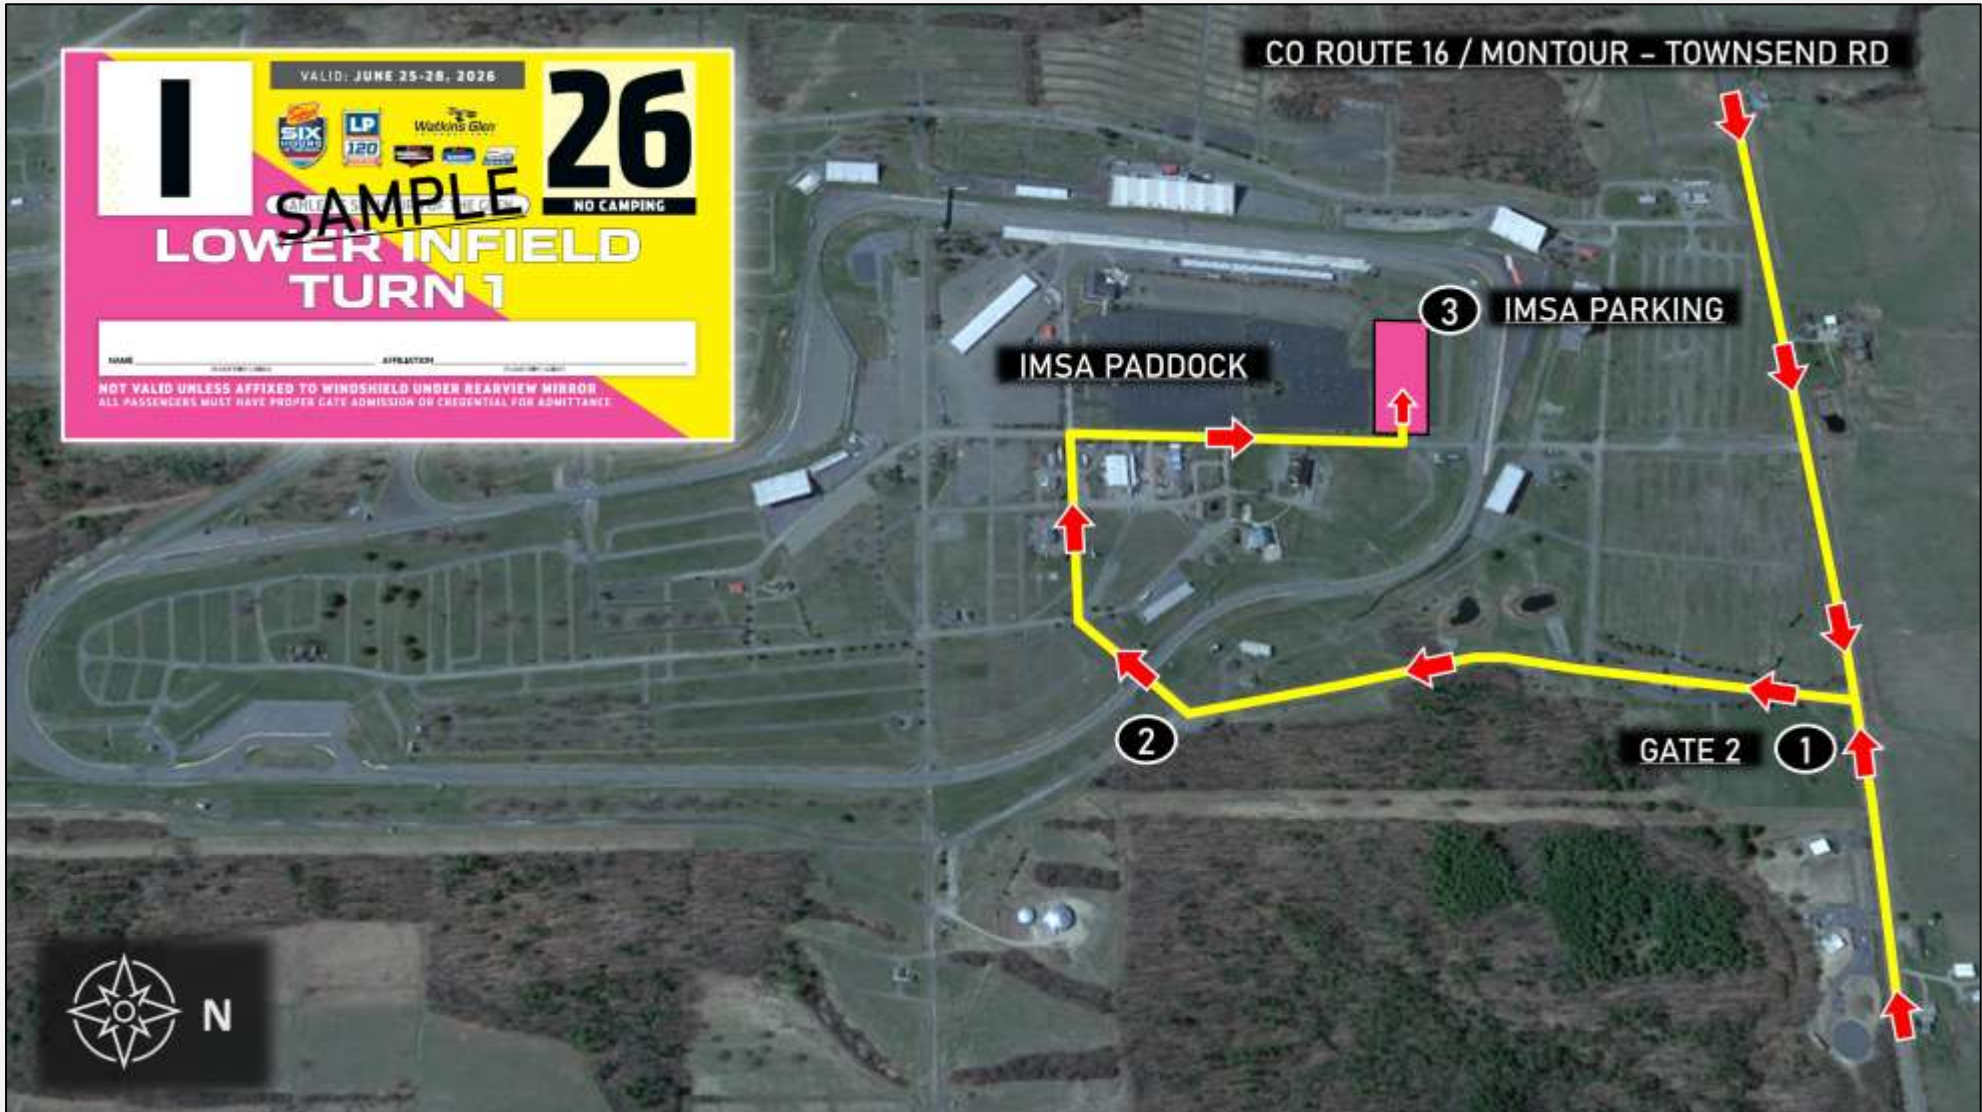 CO ROUTE 16 / MONTOUR – TOWNSEND RD
I
VALID: JUNE 25-28, 2026
SIX
HOURS
LP
120
Watkins Glen
26
NO CAMPING
SAMPLE
LOWER INFIELD
TURN 1
NAME
AFFILIATION
NOT VALID UNLESS AFFIXED TO WINDSHIELD UNDER REARVIEW MIRROR
ALL PASSENGERS MUST HAVE PROPER GATE ADMISSION OR CREDENTIAL FOR ADMITTANCE
3 IMSA PARKING
IMSA PADDOCK
2
GATE 2 1
N